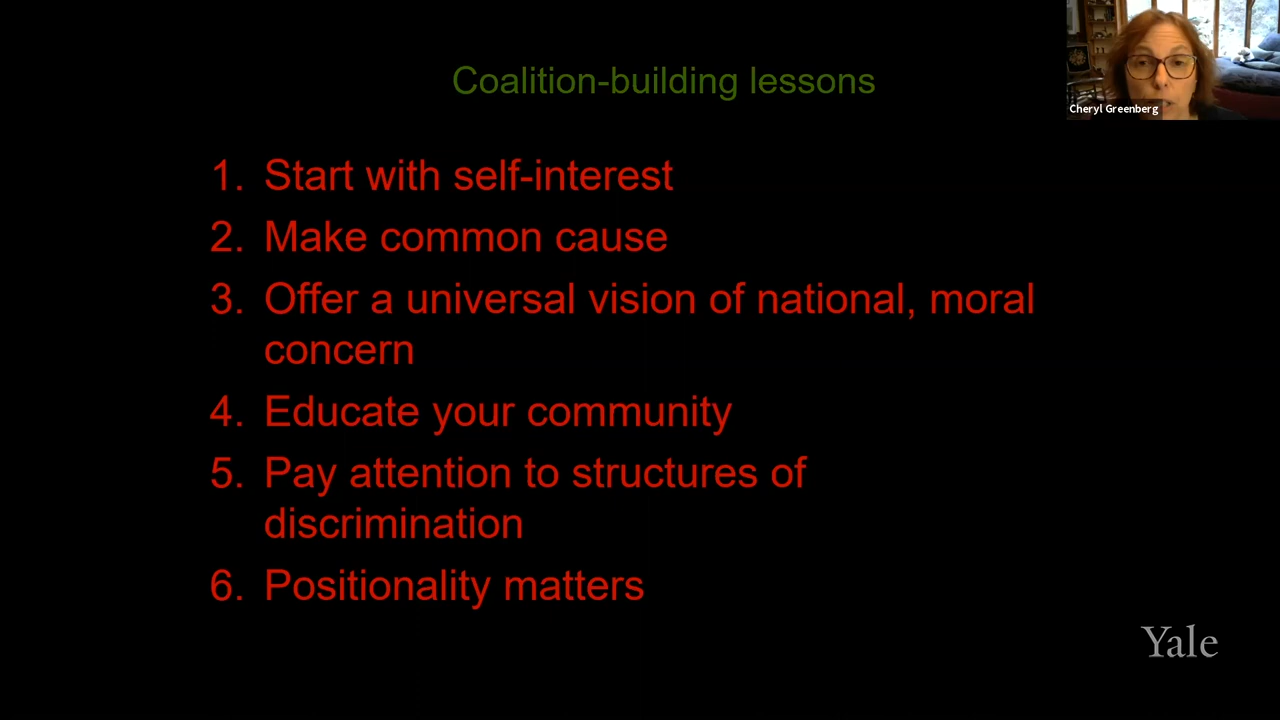 Coalition-building lessons
Cheryl Greenberg
1. Start with self-interest
2. Make common cause
3. Offer a universal vision of national, moral
concern
4. Educate your community
5. Pay attention to structures of
discrimination
6. Positionality matters
Yale